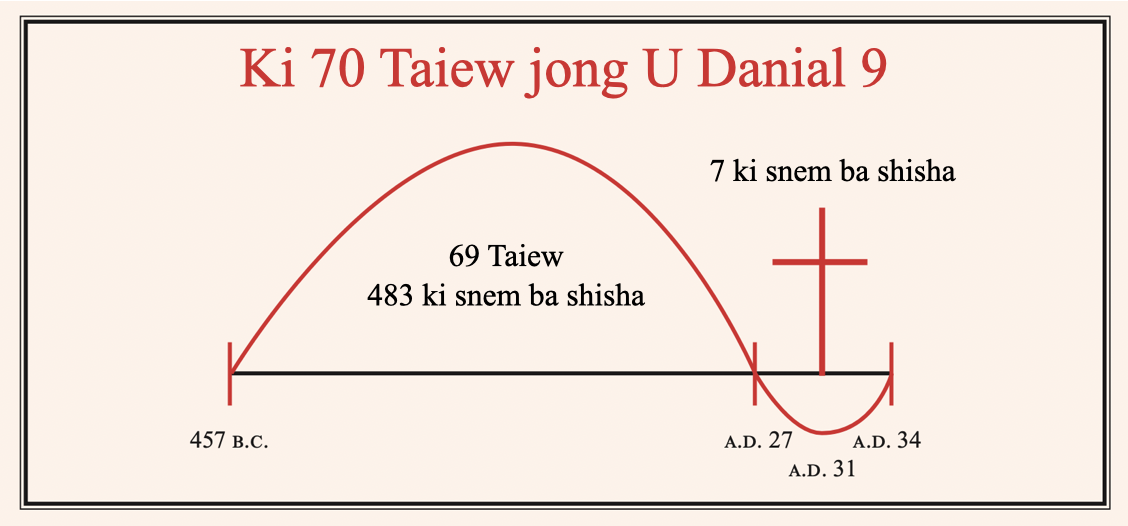 Ki 70 Taiew jong U Danial 9
7 ki snem ba shisha
69 Taiew
483 ki snem ba shisha
457 B.C.
A.D. 27
A.D. 34
A.D. 31